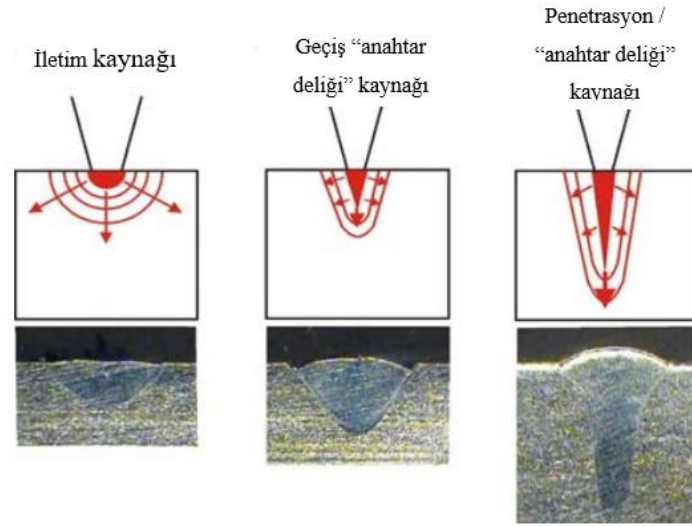 İletim kaynağı
Geçiş “anahtar
deliği” kaynağı
Penetrasyon /
“anahtar deliği”
kaynağı